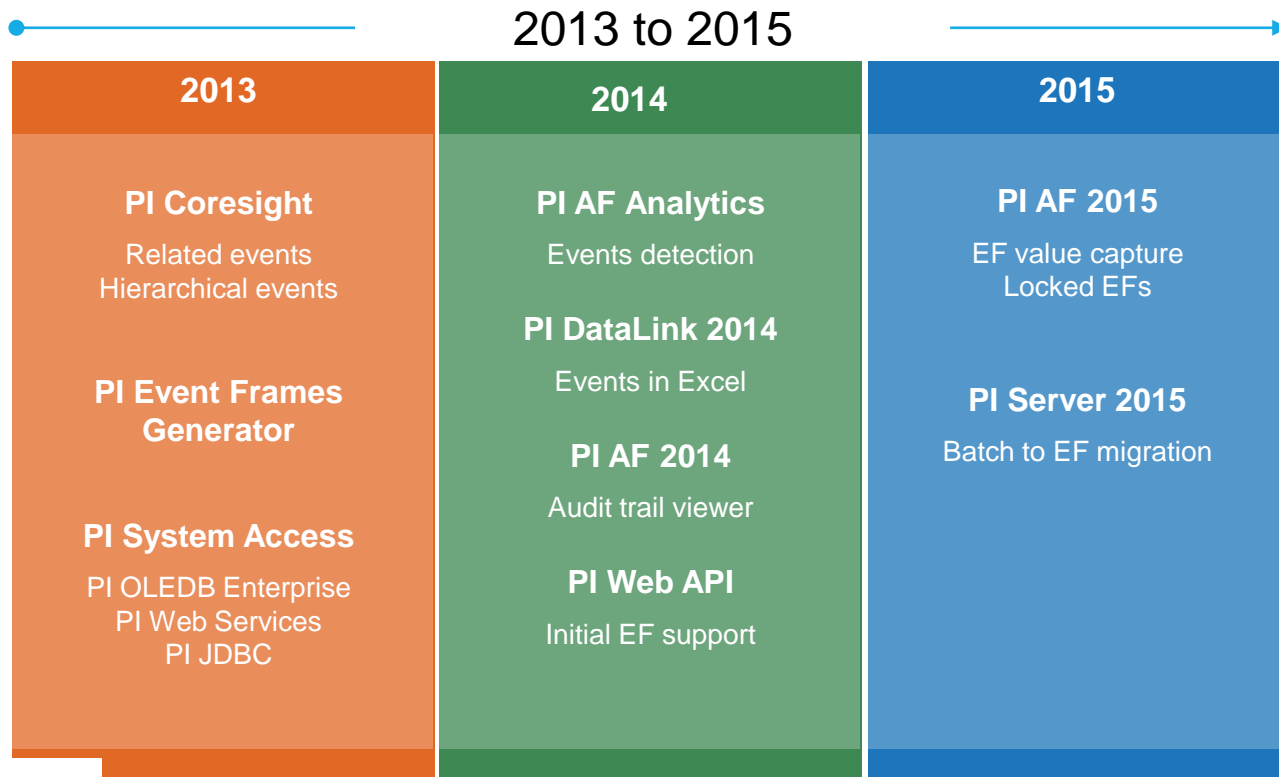 2013 to 2015
2013
PI Coresight
Related events
Hierarchical events
PI Event Frames
Generator
PI System Access
PI OLEDB Enterprise
PI Web Services
PI JDBC
2014
PI AF Analytics
Events detection
PI DataLink 2014
Events in Excel
PI AF 2014
Audit trail viewer
PI Web API
Initial EF support
2015
PI AF 2015
EF value capture
Locked EFs
PI Server 2015
Batch to EF migration